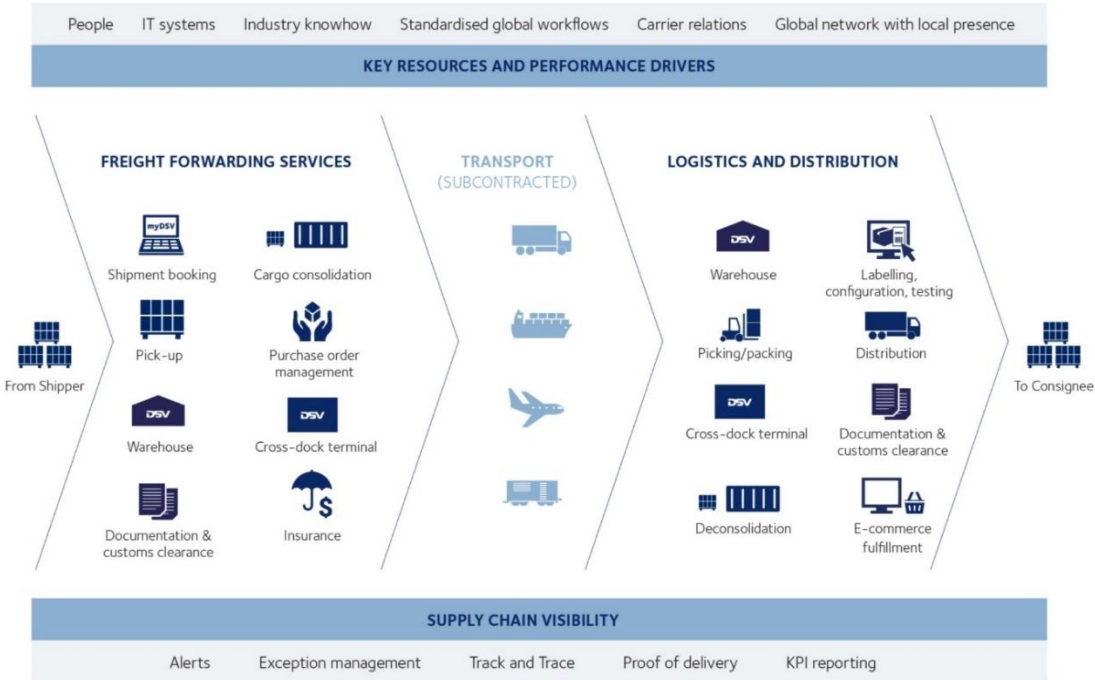 People IT systems Industry knowhow Standardised global workflows Carrier relations Global network with local presence
KEY RESOURCES AND PERFORMANCE DRIVERS
FREIGHT FORWARDING SERVICES
myDSV
Shipment booking
Cargo consolidation
Pick-up
Purchase order
management
DSV
Warehouse
DSV
Cross-dock terminal
Documentation &
customs clearance
$
Insurance
From Shipper
TRANSPORT
(SUBCONTRACTED)
LOGISTICS AND DISTRIBUTION
DSV
Warehouse
Labelling,
configuration, testing
Picking/packing
Distribution
DSV
Cross-dock terminal
Documentation &
customs clearance
Deconsolidation
E-commerce
fulfillment
To Consignee
SUPPLY CHAIN VISIBILITY
Alerts Exception management Track and Trace Proof of delivery KPI reporting